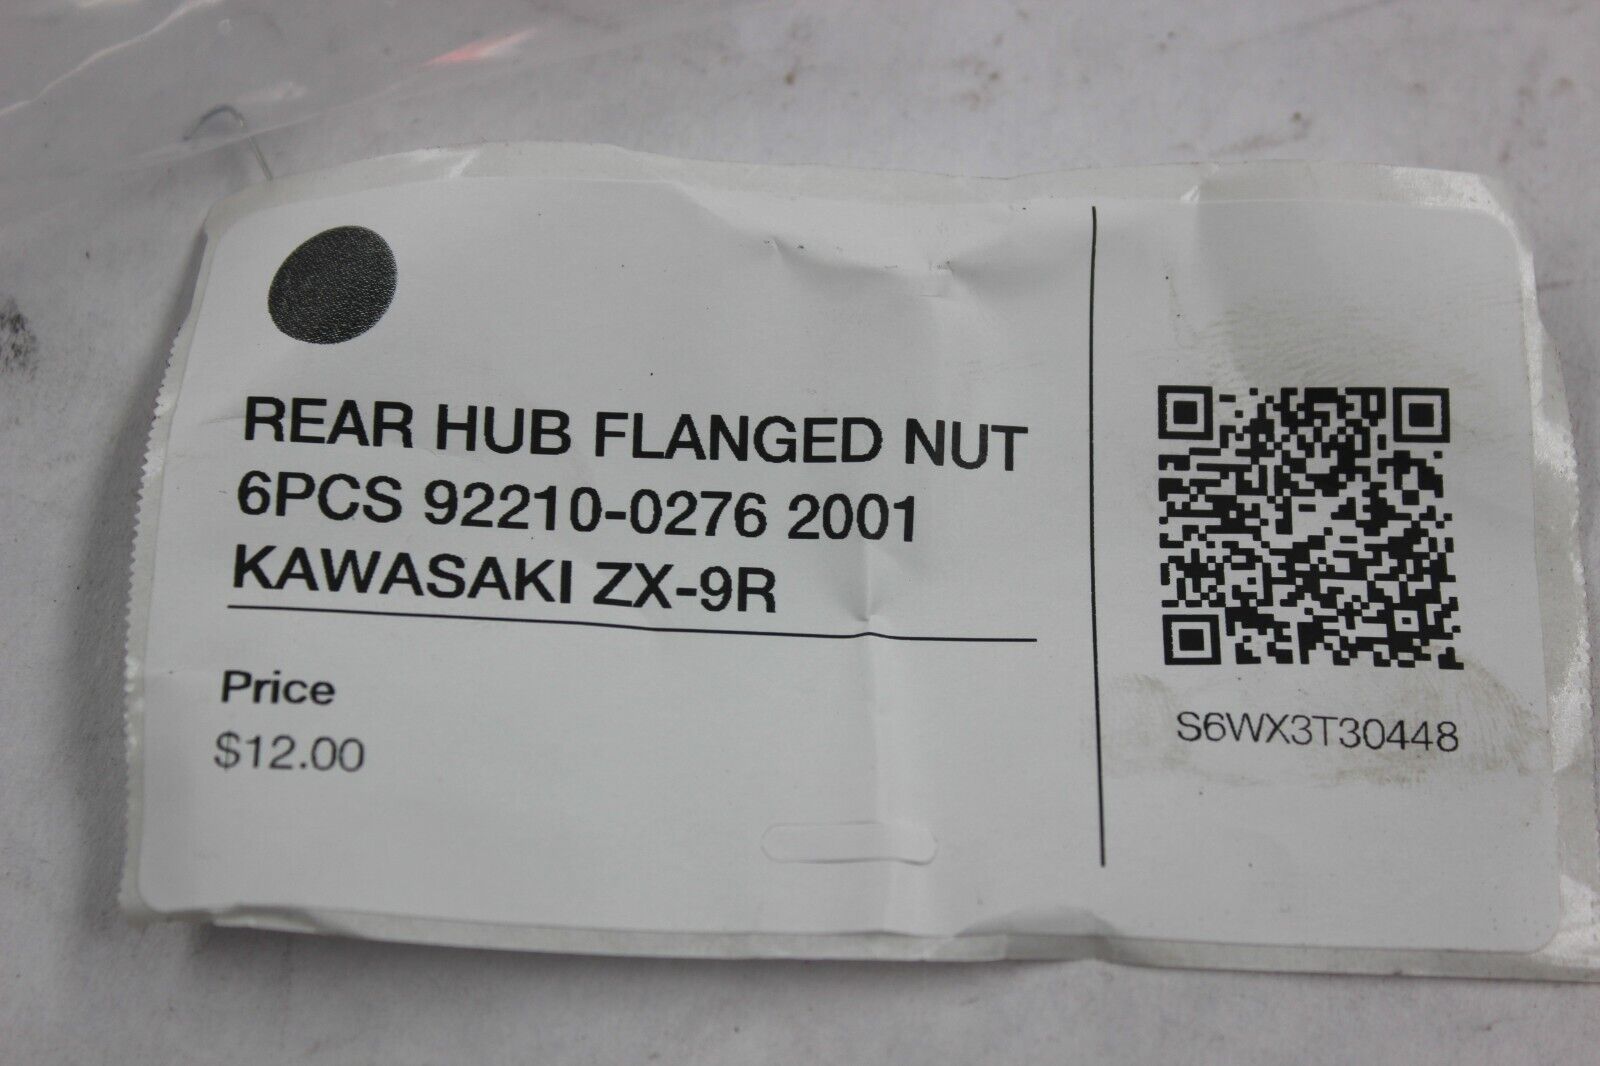 REAR HUB FLANGED NUT
6PCS 92210-0276 2001
KAWASAKI ZX-9R
Price
$12.00
S6WX3T30448